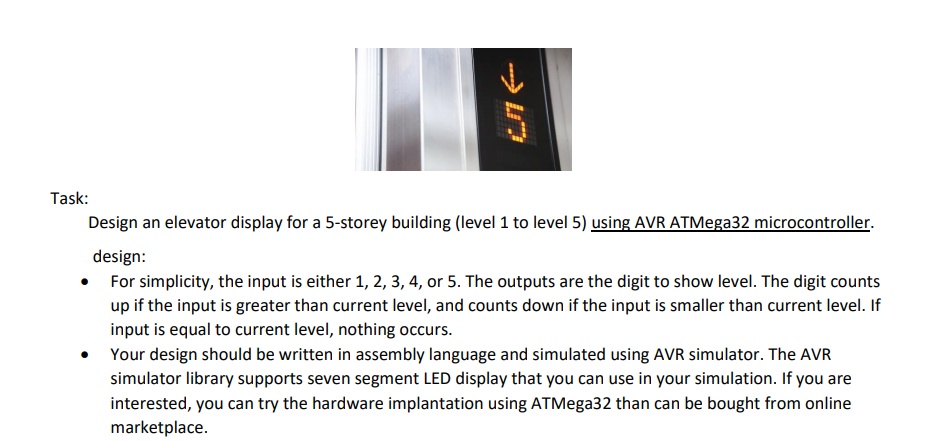 5
Task:
Design an elevator display for a 5-storey building (level 1 to level 5) using AVR ATMega32 microcontroller.
design:
• For simplicity, the input is either 1, 2, 3, 4, or 5. The outputs are the digit to show level. The digit counts
up if the input is greater than current level, and counts down if the input is smaller than current level. If
input is equal to current level, nothing occurs.
• Your design should be written in assembly language and simulated using AVR simulator. The AVR
simulator library supports seven segment LED display that you can use in your simulation. If you are
interested, you can try the hardware implantation using ATMega32 than can be bought from online
marketplace.